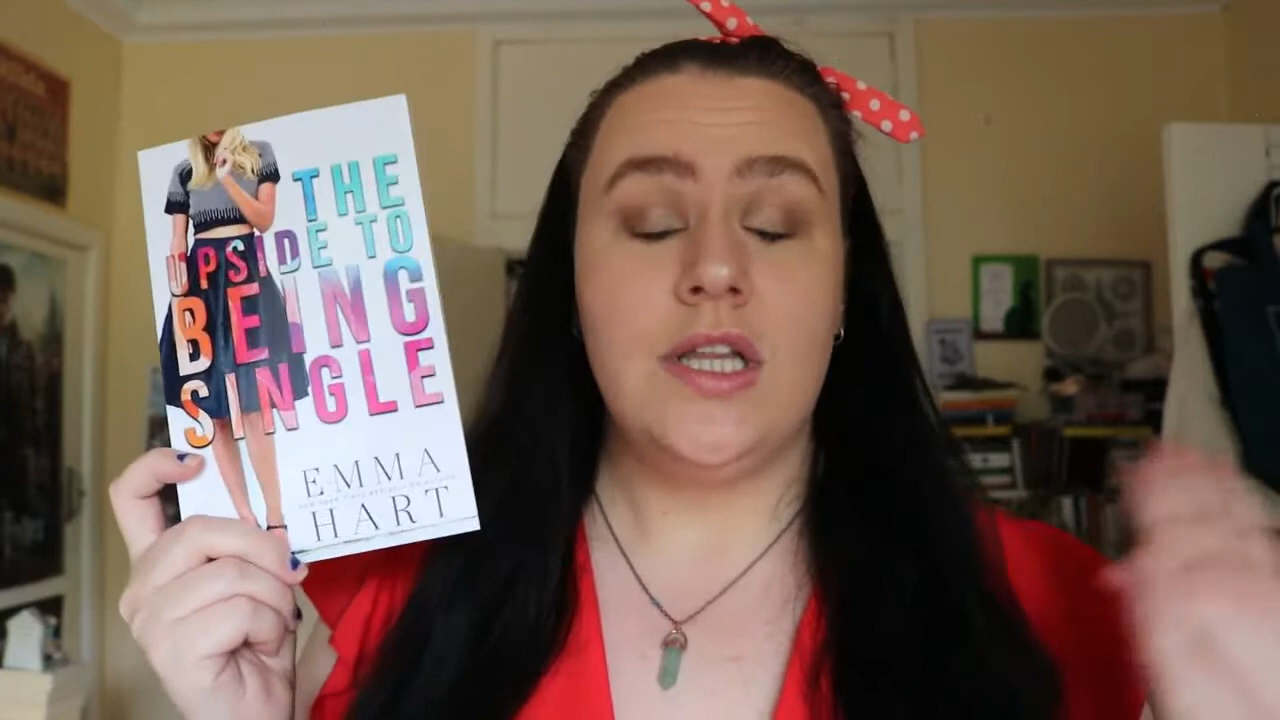 THE
UPSIDE TO
BEING
SINGLE
EMMA
HART